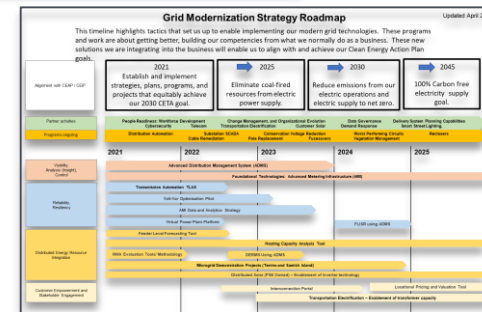 Grid Modernization Strategy Roadmap
Updated April 2
This timeline highlights tactics that set us up to enable implementing our modern grid technologies. These programs
and work are about getting better, building our competencies from what we normally do as a business. These new
solutions we are integrating into the business will enable us to align with and achieve our Clean Energy Action Plan
goals.
Alignment with CEAP / CEIP
2021
Establish and implement
strategies, plans, programs, and
projects that equitably achieve
our 2030 CETA goal.
2025
Eliminate coal-fired
resources from electric
power supply.
2030
Reduce emissions from our
electric operations and
electric supply to net zero.
2045
100% Carbon free
electricity supply
goal.
Partner activities
People Readiness: Workforce Development
Change Management, and Organizational Evolution
Data Governance
Delivery System Planning Capabilities
Cybersecurity
Telecom
Transportation Electrification
Customer Solar
Demand Response
Smart Street Lighting
Programs ongoing
Distribution Automation
Substation SCADA
Conservation Voltage Reduction
Worst Performing Circuits
Reclosers
Cable Remediation
Pole Replacement
Fusesavers
Vegetation Management
2021
2022
2023
2024
2025
Visibility,
Analysis (Insight),
Control
Advanced Distribution Management System (ADMS)
Foundational Technologies: Advanced Metering Infrastructure (AMI)
Reliability,
Resiliency
Transmission Automation
Volt-Var Optimization Pilot
AMI Data and Analytics Strategy
Virtual Power Plant Platform
FLISR using ADMS
Distributed Energy Resource
Integration
Feeder Level Forecasting Tool
Hosting Capacity Analysis Tool
NWA Evaluation Tools/Methodology
DERMS Using ADMS
Microgrid Demonstration Projects (Tenino and Samish Island)
Distributed Solar (PSE Owned) – Enablement of inverter technology
Customer Empowerment and
Stakeholder Engagement
Interconnection Portal
Locational Pricing and Valuation Tool
Transportation Electrification – Enablement of transformer capacity